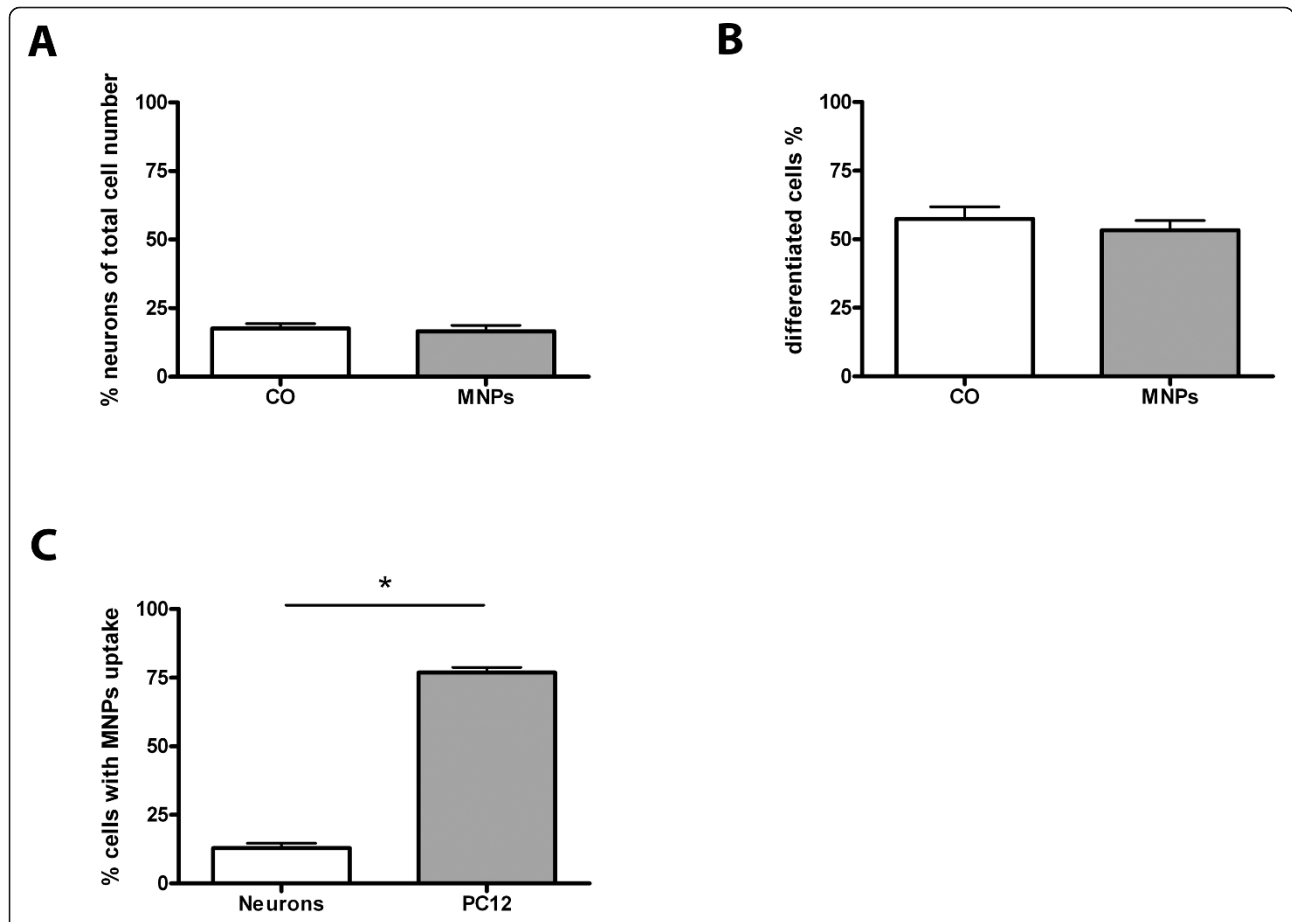 A
% neurons of total cell number
100
75
50
25
0
CO MNPs
B
differentiated cells %
100
75
50
25
0
CO MNPs
C
% cells with MNPs uptake
*
100
75
50
25
0
Neurons PC12